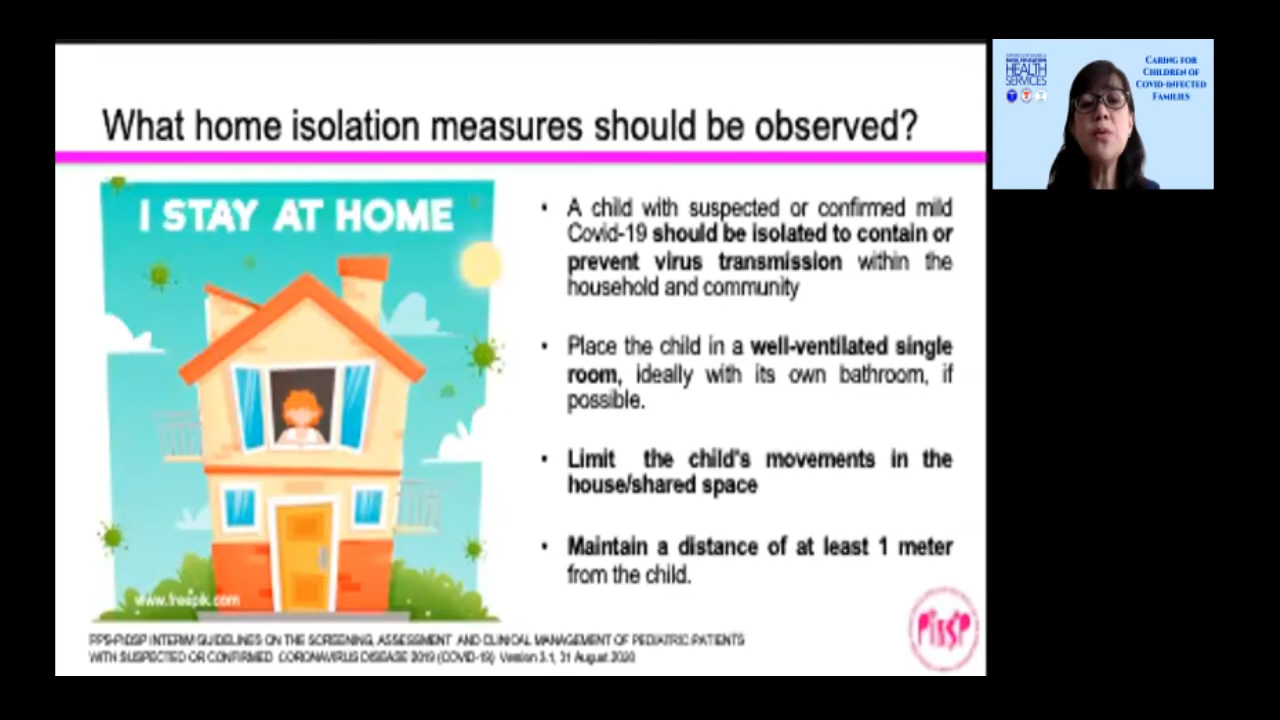 What home isolation measures should be observed?
I STAY AT HOME
• A child with suspected or confirmed mild
Covid-19 should be isolated to contain or
prevent virus transmission within the
household and community
• Place the child in a well-ventilated single
room, ideally with its own bathroom, if
possible.
• Limit the child's movements in the
house/shared space
• Maintain a distance of at least 1 meter
from the child.
www.freepik.com
PPS-PIDSP INTERIM GUIDELINES ON THE SCREENING, ASSESSMENT AND CLINICAL MANAGEMENT OF PEDIATRIC PATIENTS
WITH SUSPECTED OR CONFIRMED CORONAVIRUS DISEASE 2019 (COVID-19) Version 3.1, 31 August 2020
PIDSP
HEALTH
SERVICES
CARING FOR
CHILDREN OF
COVID-INFECTED
FAMILIES